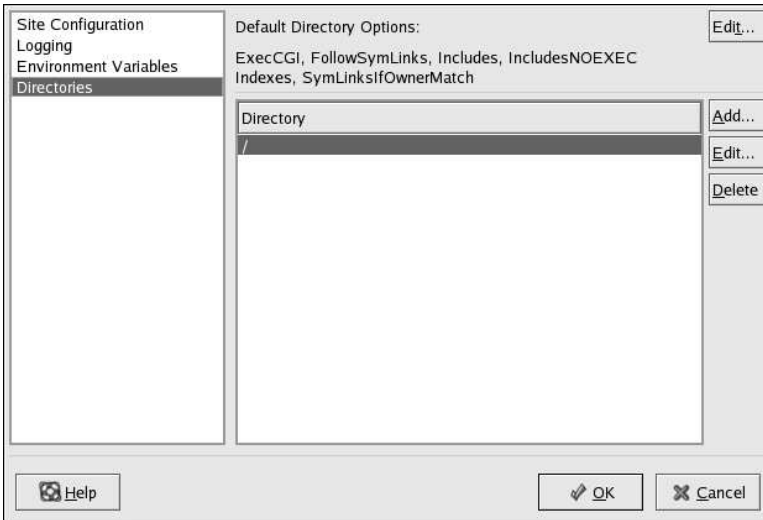 Site Configuration
Logging
Environment Variables
Directories
Default Directory Options:
Edit...
ExecCGI, FollowSymLinks, Includes, IncludesNOEXEC
Indexes, SymLinksIfOwnerMatch
Directory
/
Add...
Edit...
Delete
Help
OK
Cancel